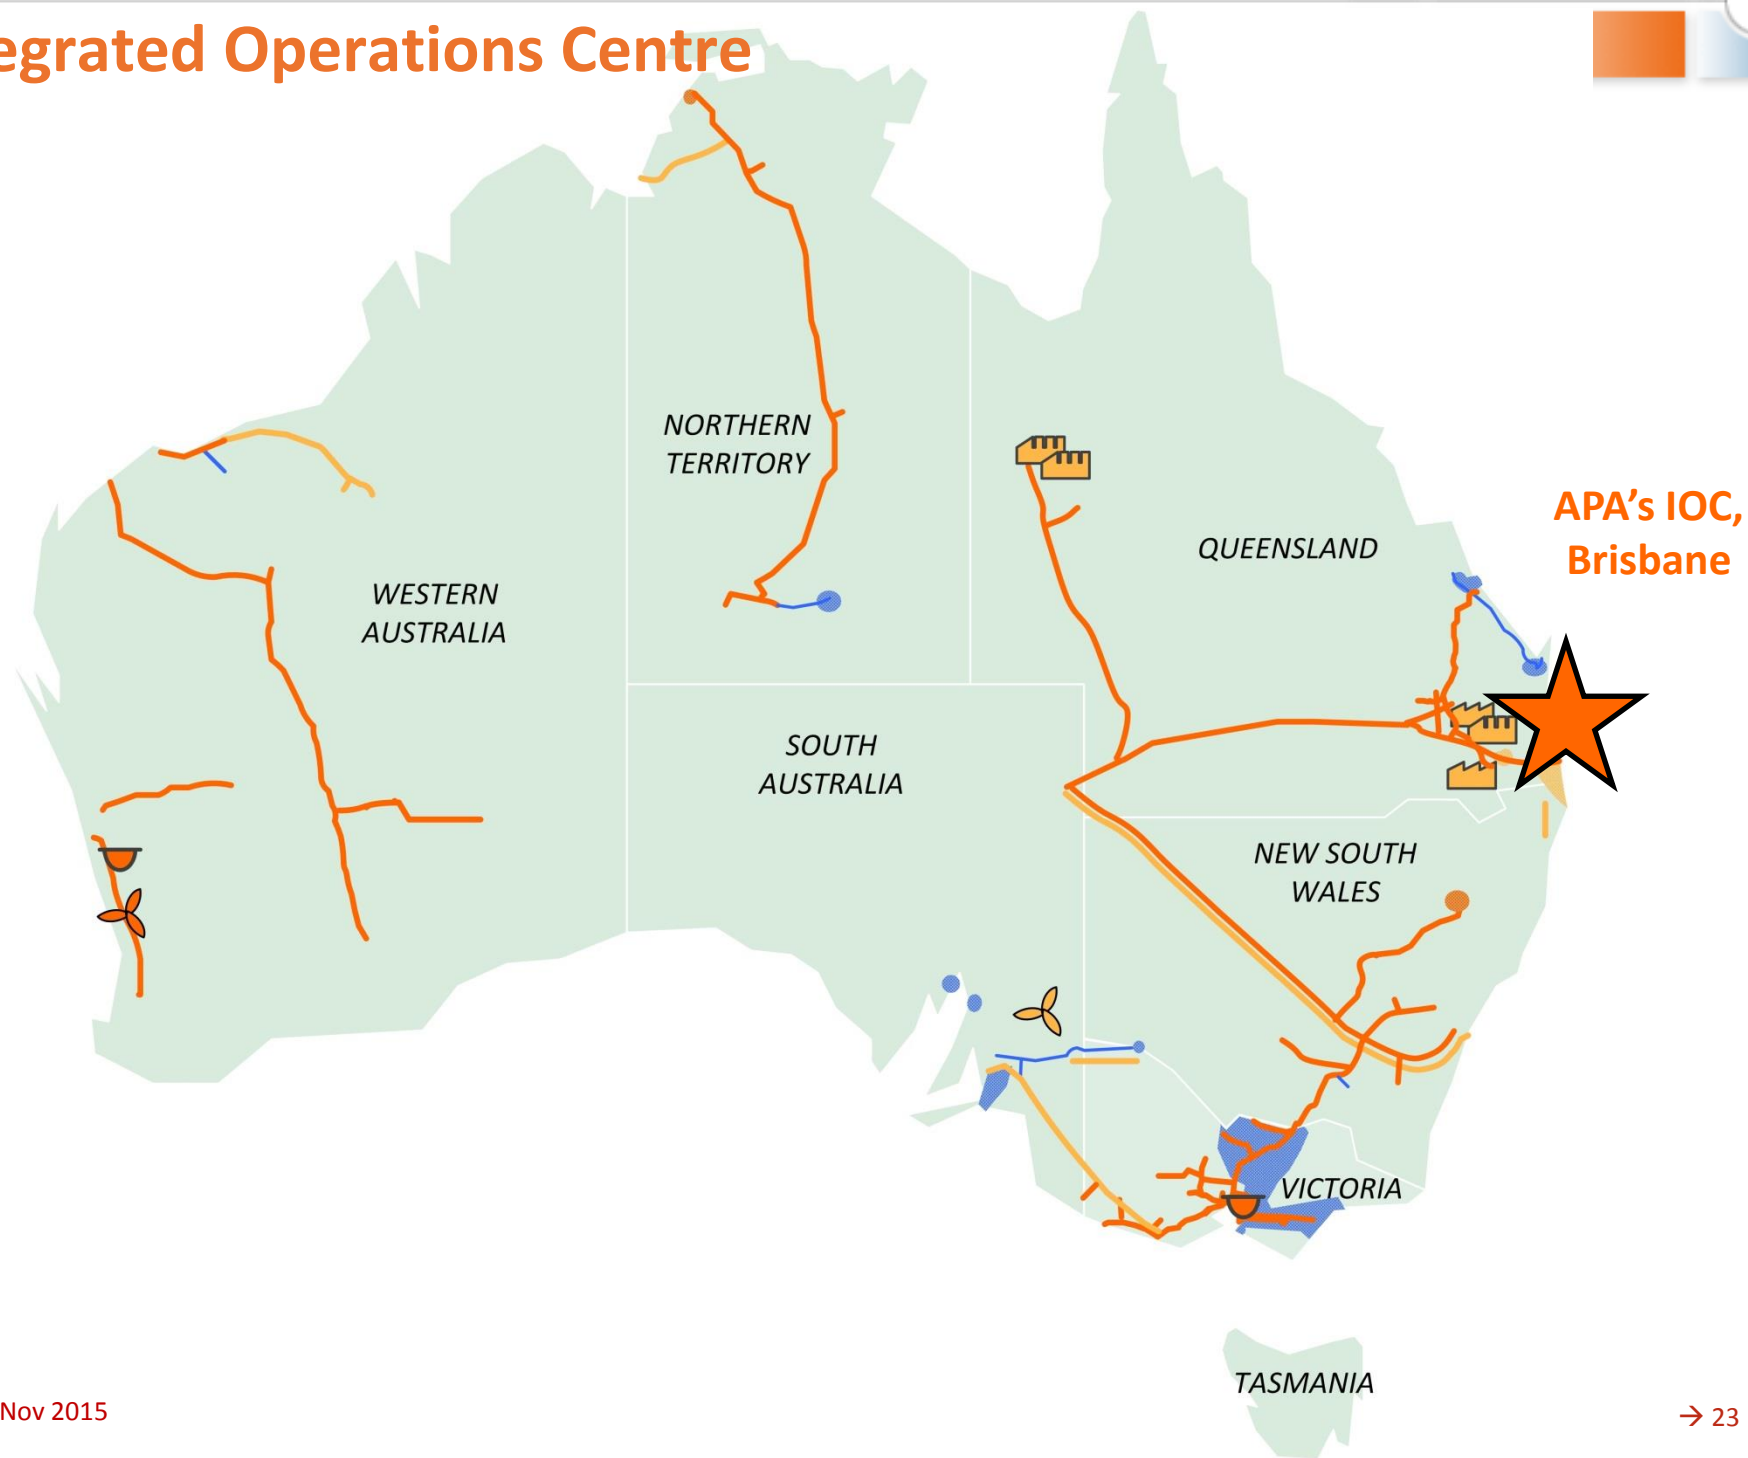 egrated Operations Centre
NORTHERN
TERRITORY
QUEENSLAND
APA's IOC,
Brisbane
WESTERN
AUSTRALIA
SOUTH
AUSTRALIA
NEW SOUTH
WALES
VICTORIA
TASMANIA
Nov 2015
→ 23